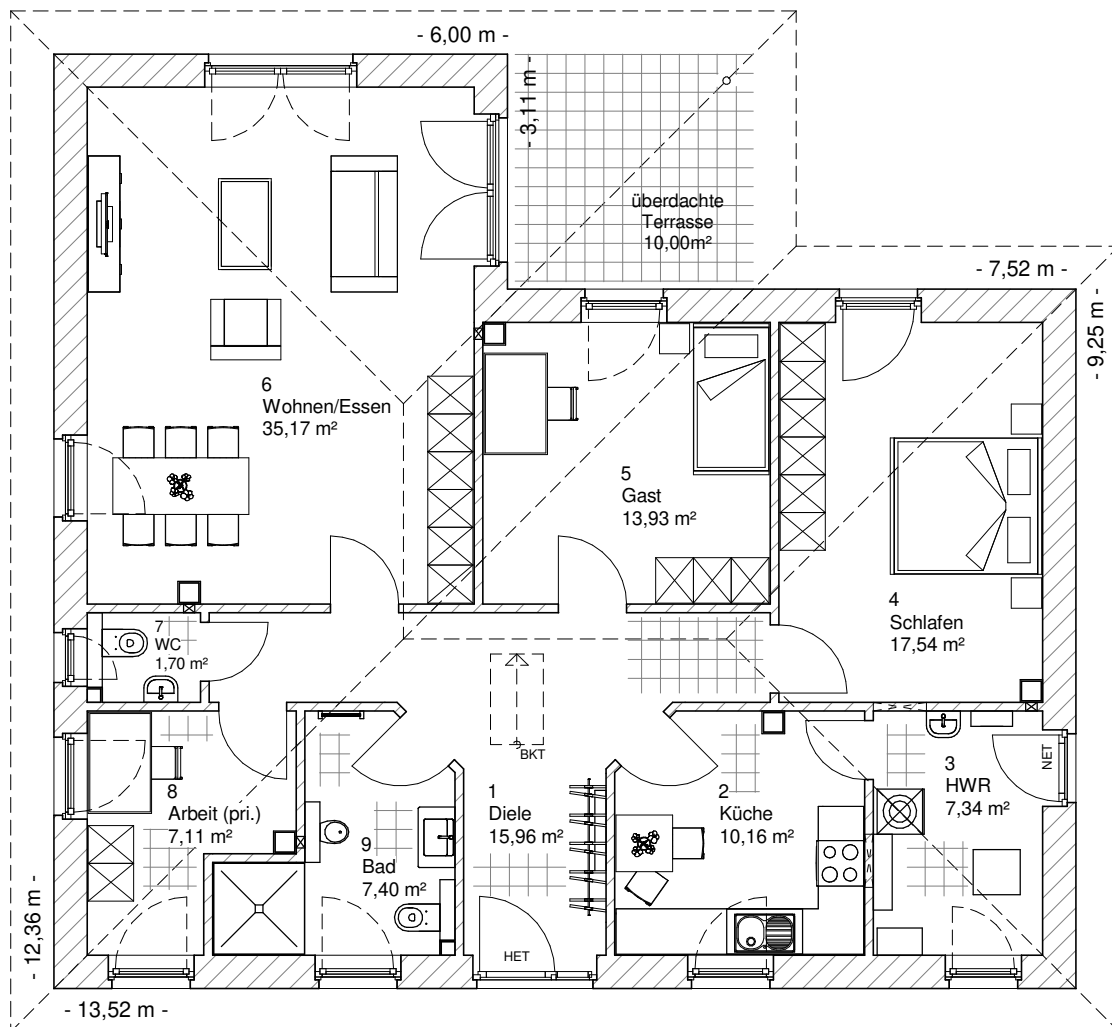 - 6,00 m -
- 3,11 m -
überdachte
Terrasse
10,00m²
- 7,52 m -
- 9,25 m -
6
Wohnen/Essen
35,17 m²
5
Gast
13,93 m²
4
Schlafen
17,54 m²
7
WC
1,70 m²
BKT
8
Arbeit (pri.)
7,11 m²
9
Bad
7,40 m²
1
Diele
15,96 m²
2
Küche
10,16 m²
3
HWR
7,34 m²
NET
HET
- 12,36 m -
- 13,52 m -